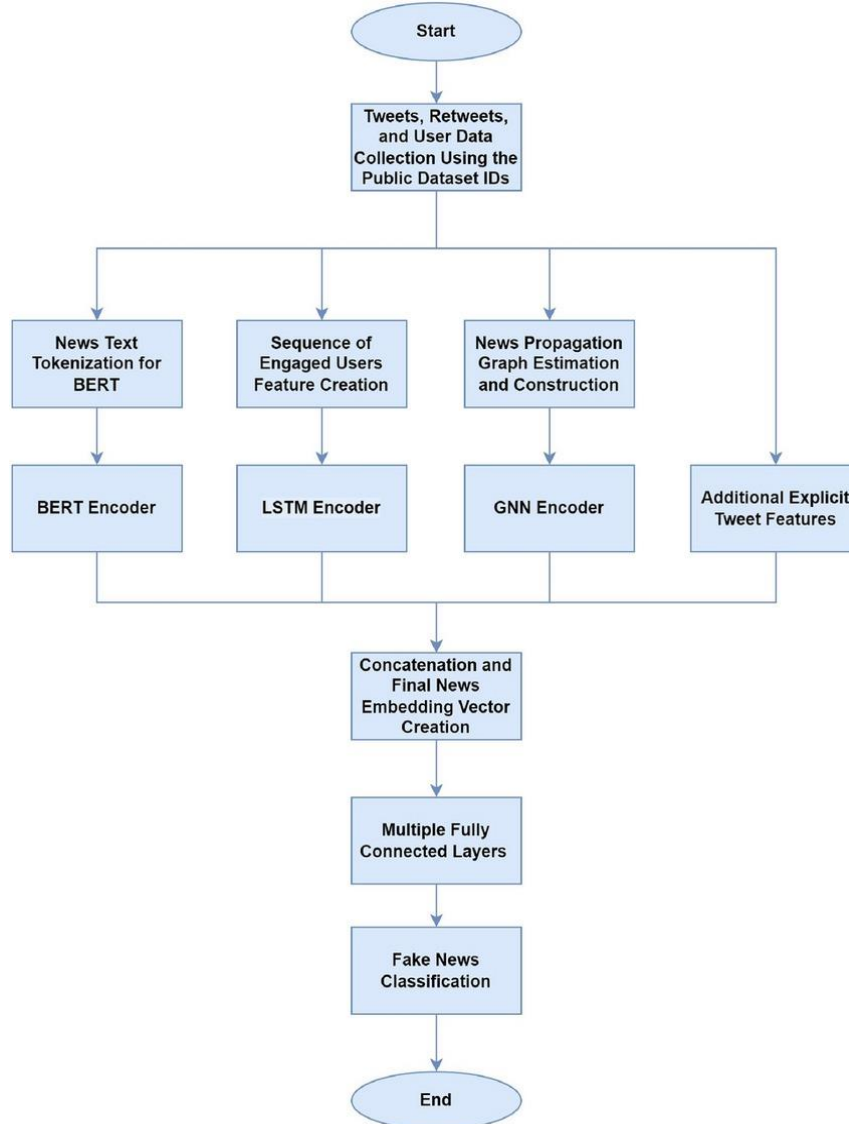 Start
Tweets, Retweets,
and User Data
Collection Using the
Public Dataset IDs
News Text
Tokenization for
BERT
Sequence of
Engaged Users
Feature Creation
News Propagation
Graph Estimation
and Construction
BERT Encoder
LSTM Encoder
GNN Encoder
Additional Explicit
Tweet Features
Concatenation and
Final News
Embedding Vector
Creation
Multiple Fully
Connected Layers
Fake News
Classification
End